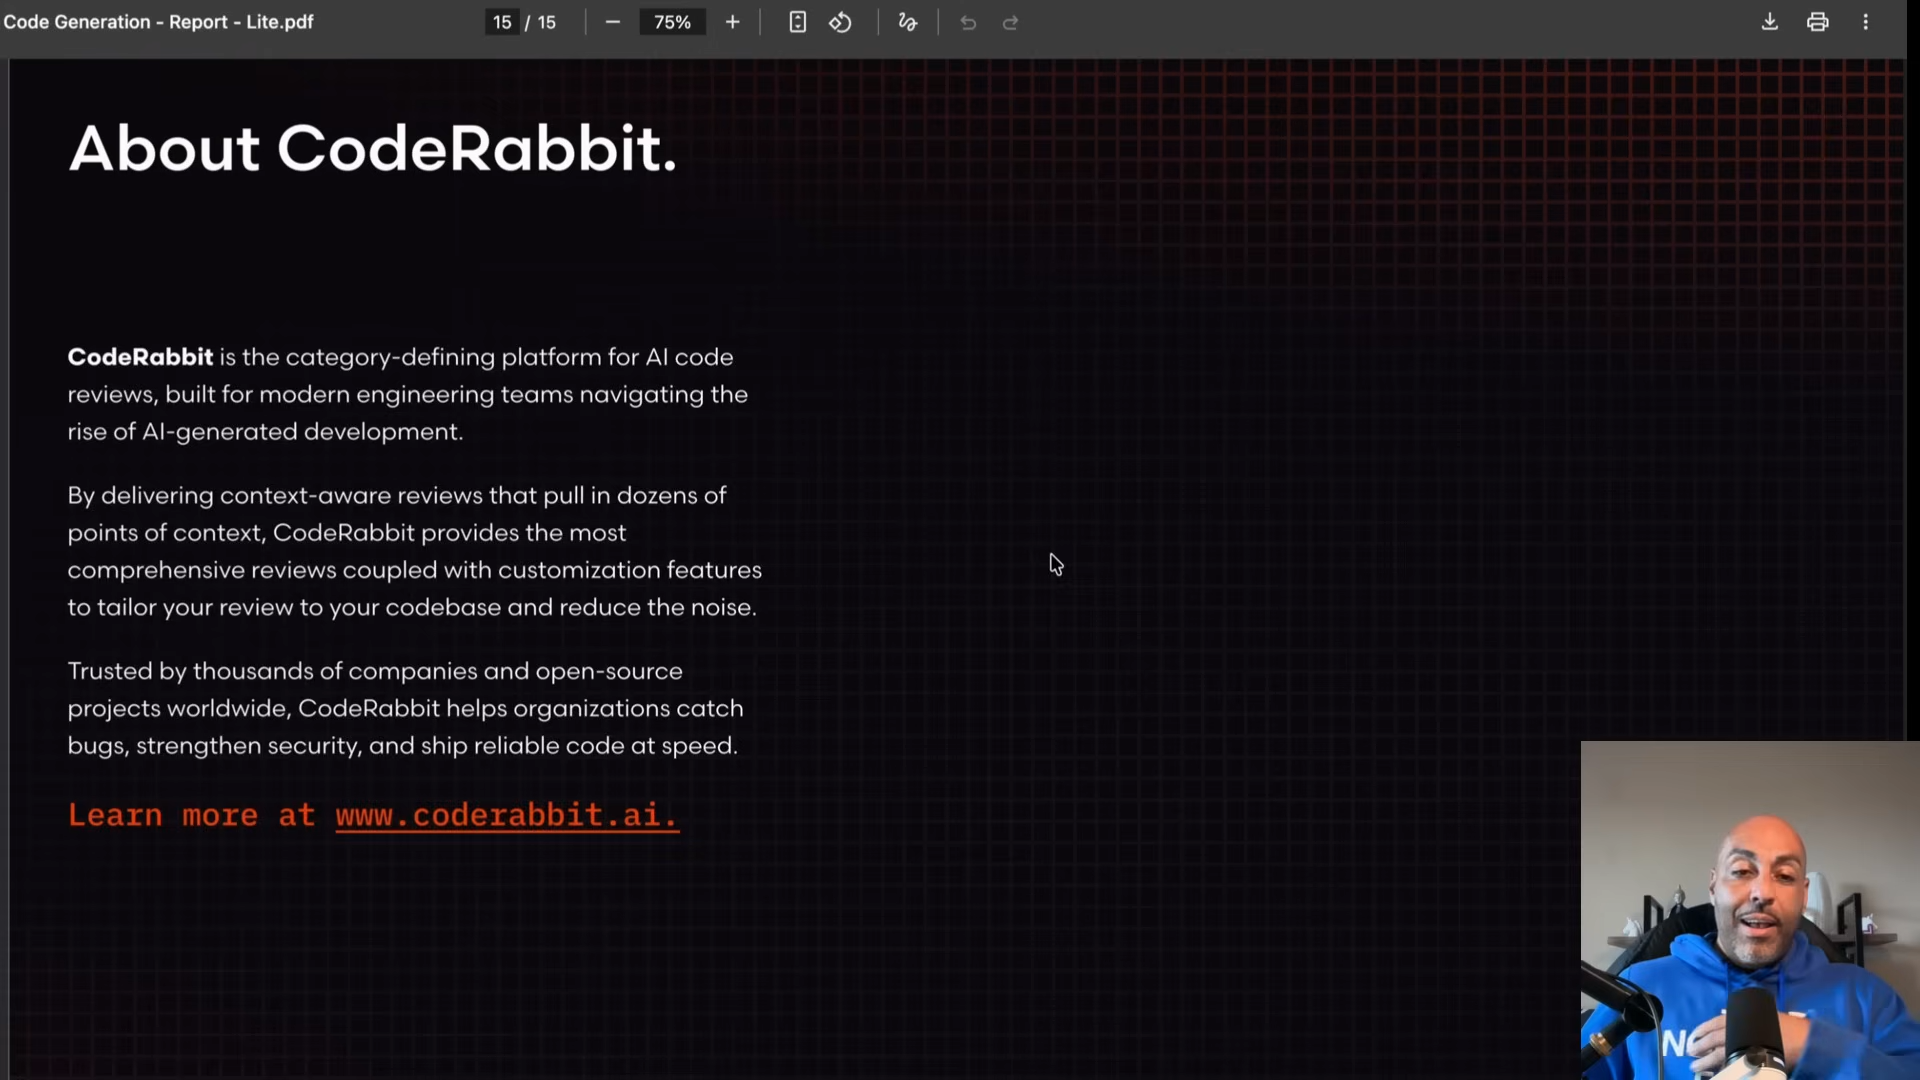 Code Generation - Report - Lite.pdf
15 / 15
75%
About CodeRabbit.
CodeRabbit is the category-defining platform for AI code
reviews, built for modern engineering teams navigating the
rise of AI-generated development.
By delivering context-aware reviews that pull in dozens of
points of context, CodeRabbit provides the most
comprehensive reviews coupled with customization features
to tailor your review to your codebase and reduce the noise.
Trusted by thousands of companies and open-source
projects worldwide, CodeRabbit helps organizations catch
bugs, strengthen security, and ship reliable code at speed.
Learn more at www.coderabbit.ai.